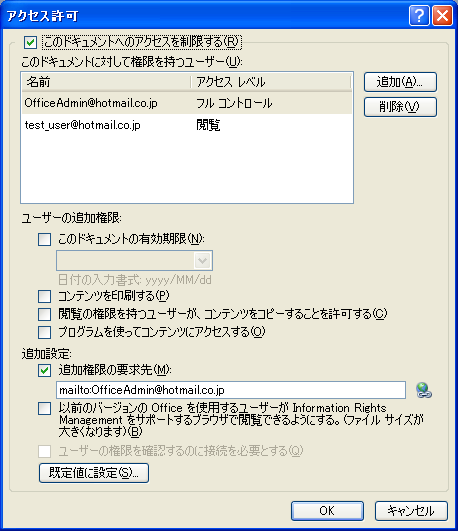 アクセス許可
このドキュメントへのアクセスを制限する(R)
このドキュメントに対して権限を持つユーザー(U):
名前 アクセス レベル
OfficeAdmin@hotmail.co.jp フル コントロール
test_user@hotmail.co.jp 閲覧
追加(A)...
削除(V)
ユーザーの追加権限:
このドキュメントの有効期限(N):
日付の入力書式: yyyy/MM/dd
コンテンツを印刷する(P)
閲覧の権限を持つユーザーが、コンテンツをコピーすることを許可する(C)
プログラムを使ってコンテンツにアクセスする(O)
追加設定:
追加権限の要求先(M):
mailto:OfficeAdmin@hotmail.co.jp
以前のバージョンの Office を使用するユーザーが Information Rights
Management をサポートするブラウザで閲覧できるようにする。(ファイル サイズが
大きくなります)(B)
ユーザーの権限を確認するのに接続を必要とする(Q)
既定値に設定(S)...
OK
キャンセル